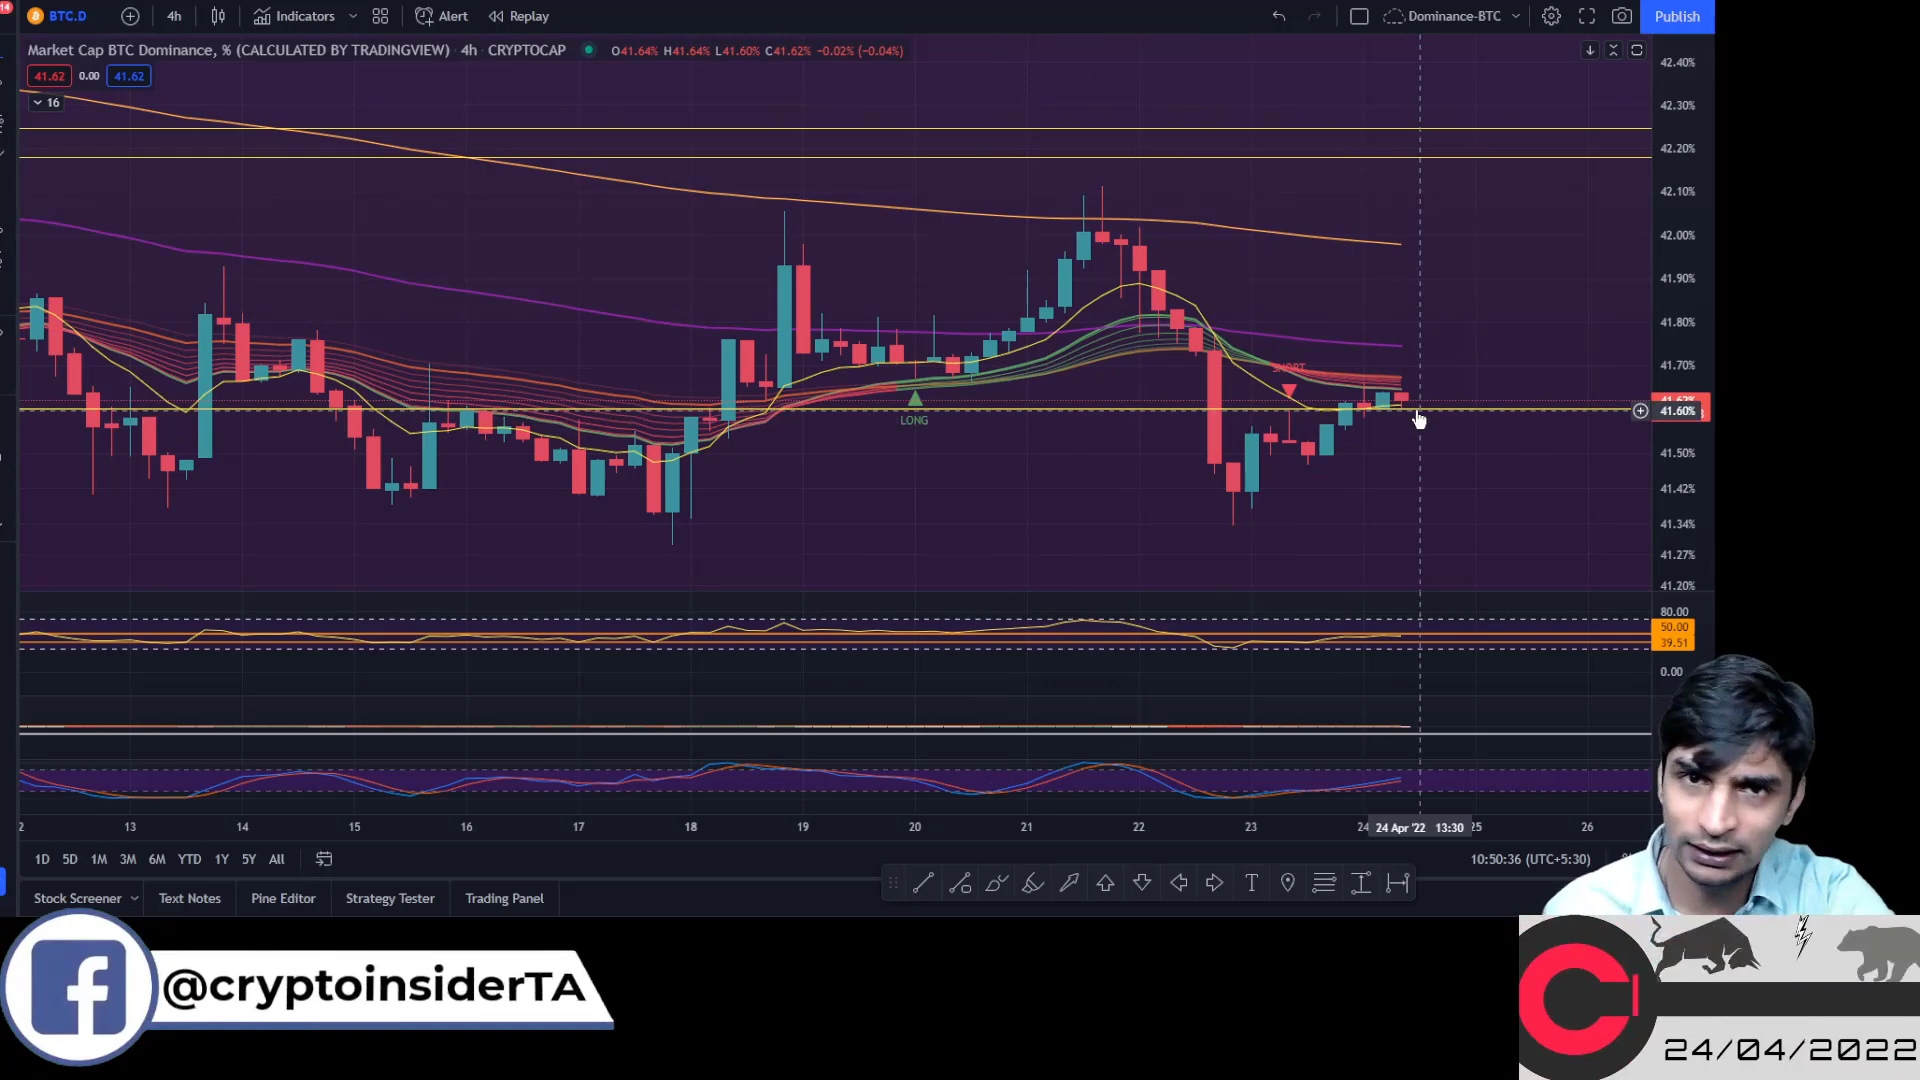 14
BTC.D
4h
Indicators
Alert
Replay
Dominance-BTC
Publish
Market Cap BTC Dominance, % (CALCULATED BY TRADINGVIEW) · 4h · CRYPTOCAP
O41.64% H41.64% L41.60% C41.62% −0.02% (−0.04%)
41.62 0.00 41.62
16
42.40%
42.30%
42.20%
42.10%
42.00%
41.90%
41.80%
41.70%
SHORT
41.62%
41.60%
LONG
41.50%
41.42%
41.34%
41.27%
41.20%
80.00
50.00
39.51
0.00
2 13 14 15 16 17 18 19 20 21 22 23 24 24 Apr '22 13:30 25 26
1D 5D 1M 3M 6M YTD 1Y 5Y All
10:50:36 (UTC+5:30)
Stock Screener
Text Notes
Pine Editor
Strategy Tester
Trading Panel
@cryptoinsiderTA
24/04/2022